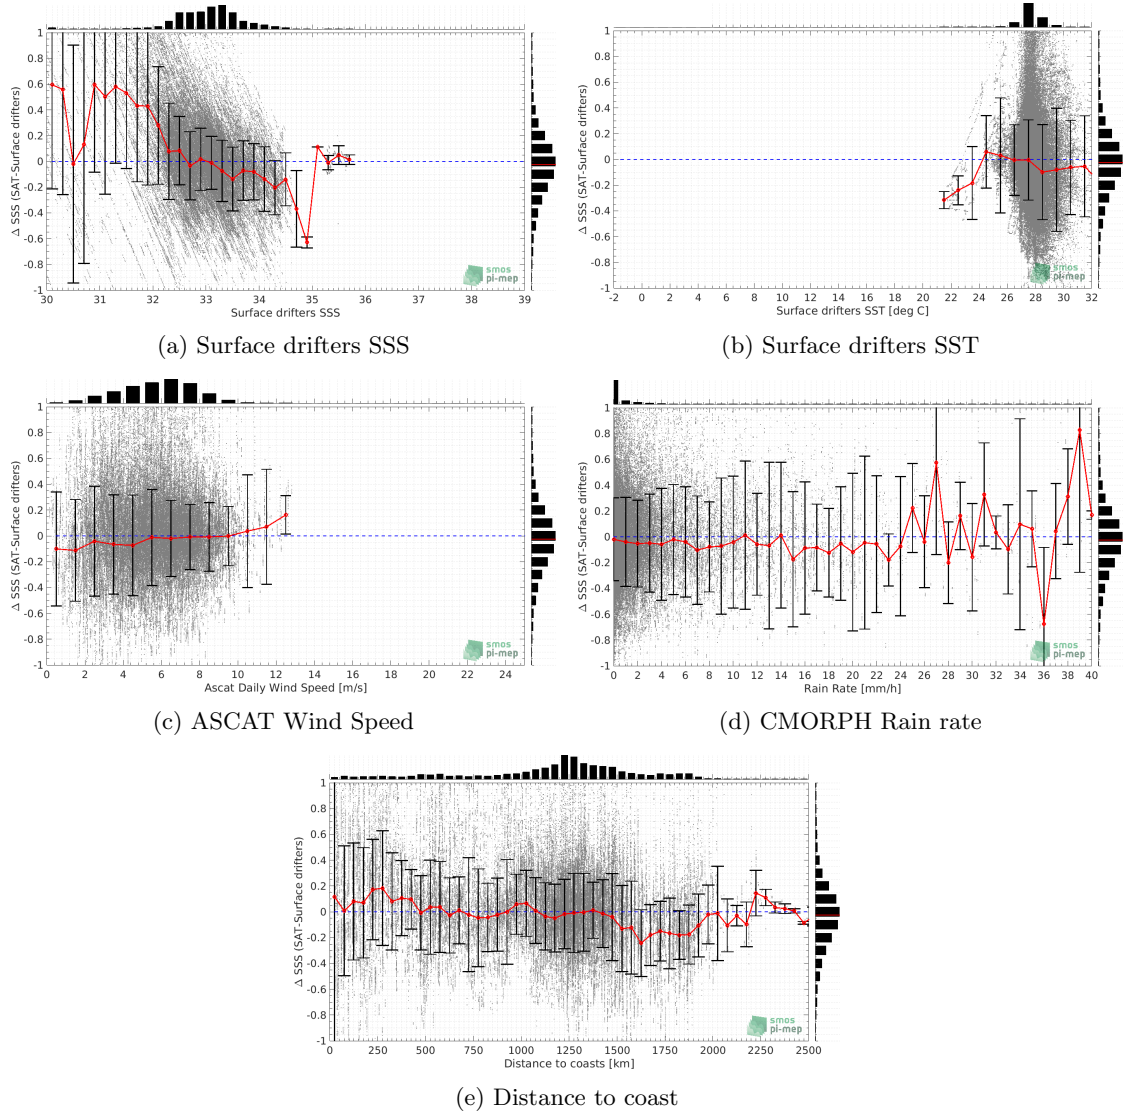 Δ SSS (SAT-Surface drifters)
1
0.8
0.6
0.4
0.2
0
-0.2
-0.4
-0.6
-0.8
-1
30 31 32 33 34 35 36 37 38 39
Surface drifters SSS
smos
pi-mep
(a) Surface drifters SSS
Δ SSS (SAT-Surface drifters)
1
0.8
0.6
0.4
0.2
0
-0.2
-0.4
-0.6
-0.8
-1
-2 0 2 4 6 8 10 12 14 16 18 20 22 24 26 28 30 32
Surface drifters SST [deg C]
smos
pi-mep
(b) Surface drifters SST
Δ SSS (SAT-Surface drifters)
1
0.8
0.6
0.4
0.2
0
-0.2
-0.4
-0.6
-0.8
-1
0 2 4 6 8 10 12 14 16 18 20 22 24
Ascat Daily Wind Speed [m/s]
smos
pi-mep
(c) ASCAT Wind Speed
Δ SSS (SAT-Surface drifters)
1
0.8
0.6
0.4
0.2
0
-0.2
-0.4
-0.6
-0.8
-1
0 2 4 6 8 10 12 14 16 18 20 22 24 26 28 30 32 34 36 38 40
Rain Rate [mm/h]
smos
pi-mep
(d) CMORPH Rain rate
Δ SSS (SAT-Surface drifters)
1
0.8
0.6
0.4
0.2
0
-0.2
-0.4
-0.6
-0.8
-1
0 250 500 750 1000 1250 1500 1750 2000 2250 2500
Distance to coasts [km]
smos
pi-mep
(e) Distance to coast